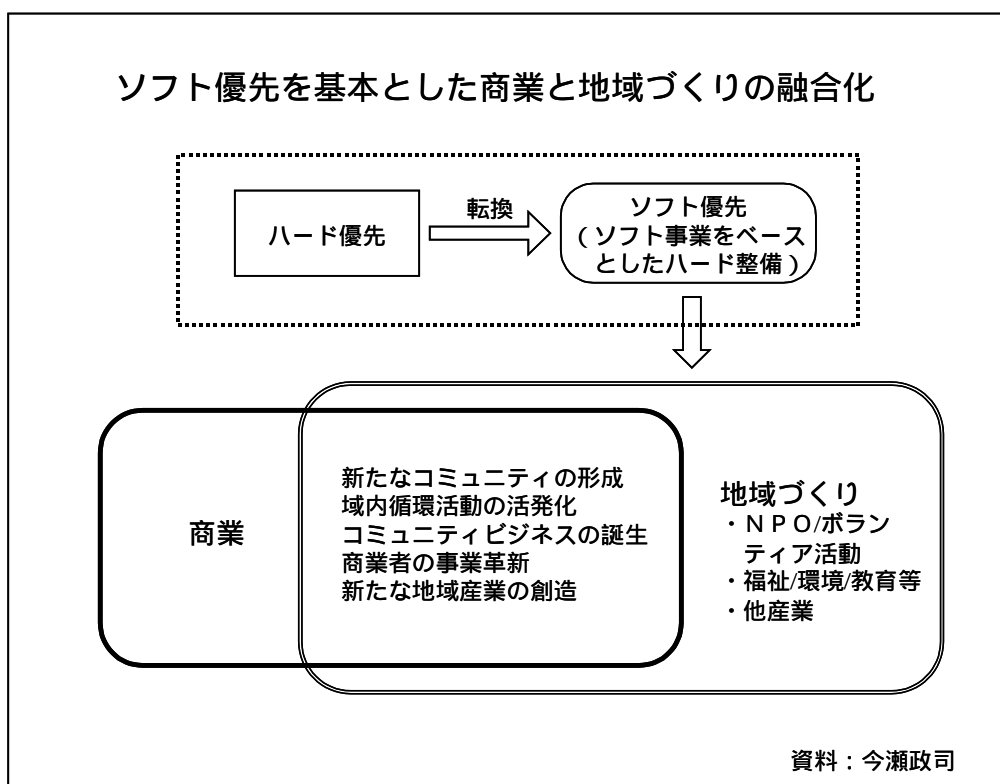 ソフト優先を基本とした商業と地域づくりの融合化
ハード優先
転換
ソフト優先
(ソフト事業をベース
としたハード整備)
商業
新たなコミュニティの形成
域内循環活動の活発化
コミュニティビジネスの誕生
商業者の事業革新
新たな地域産業の創造
地域づくり
・ＮＰＯ/ボラン
ティア活動
・福祉/環境/教育等
・他産業
資料：今瀬政司